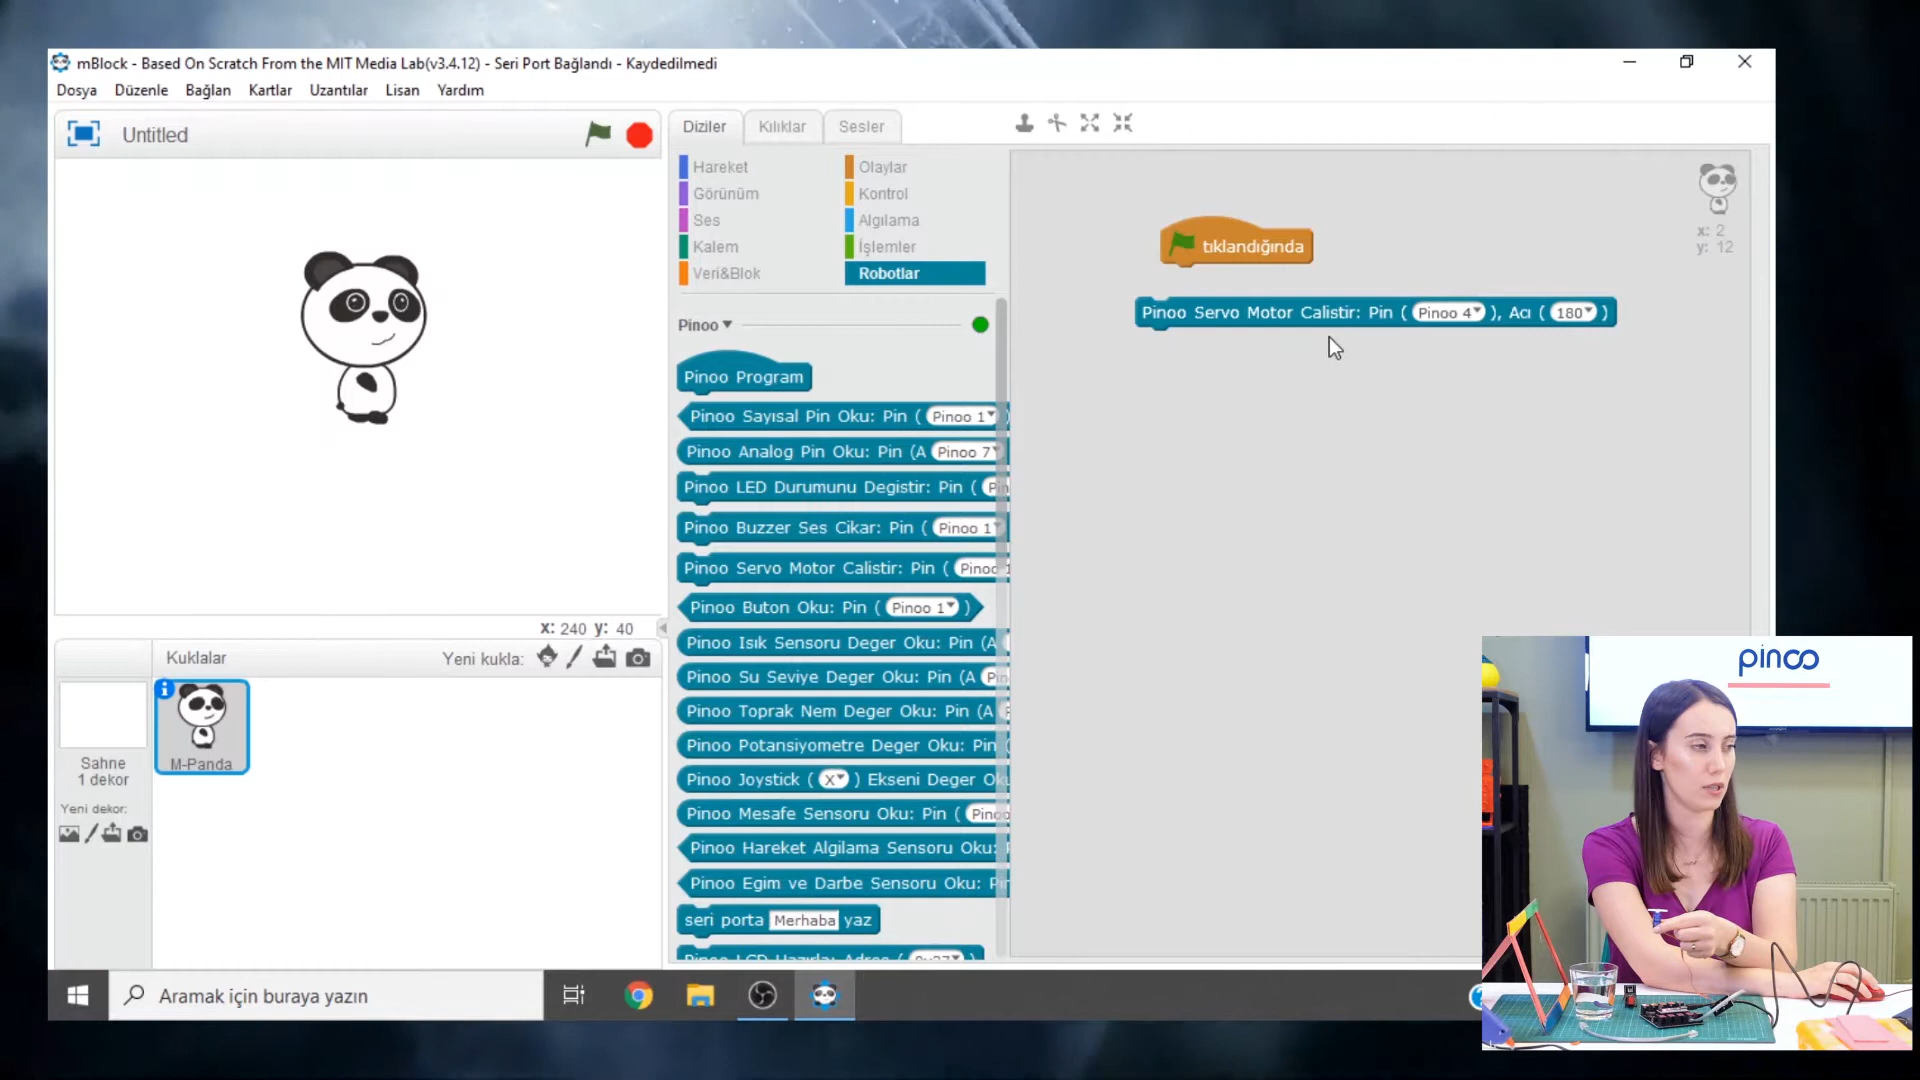 mBlock - Based On Scratch From the MIT Media Lab(v3.4.12) - Seri Port Bağlandı - Kaydedilmedi
Dosya Düzenle Bağlan Kartlar Uzantılar Lisan Yardım
Untitled
Diziler Kılıklar Sesler
Hareket Olaylar
Görünüm Kontrol
Ses Algılama
Kalem İşlemler
Veri&Blok Robotlar
Pinoo
Pinoo Program
Pinoo Sayısal Pin Oku: Pin ( Pinoo 1 )
Pinoo Analog Pin Oku: Pin (A Pinoo 7
Pinoo LED Durumunu Degistir: Pin (
Pinoo Buzzer Ses Cikar: Pin ( Pinoo 1
Pinoo Servo Motor Calistir: Pin ( Pinoo
Pinoo Buton Oku: Pin ( Pinoo 1 )
Pinoo Isık Sensoru Deger Oku: Pin (A
Pinoo Su Seviye Deger Oku: Pin (A
Pinoo Toprak Nem Deger Oku: Pin (A
Pinoo Potansiyometre Deger Oku: Pin (
Pinoo Joystick ( X ) Ekseni Deger
Pinoo Mesafe Sensoru Oku: Pin (
Pinoo Hareket Algilama Sensoru Oku:
Pinoo Egim ve Darbe Sensoru Oku:
seri porta Merhaba yaz
Pinoo LCD Hazırla: Adres ( 0x27 )
tıklandığında
Pinoo Servo Motor Calistir: Pin ( Pinoo 4 ), Acı ( 180 )
x: 2
y: 12
x: 240 y: 40
Kuklalar Yeni kukla:
M-Panda
Sahne
1 dekor
Yeni dekor:
Aramak için buraya yazın
pinoo